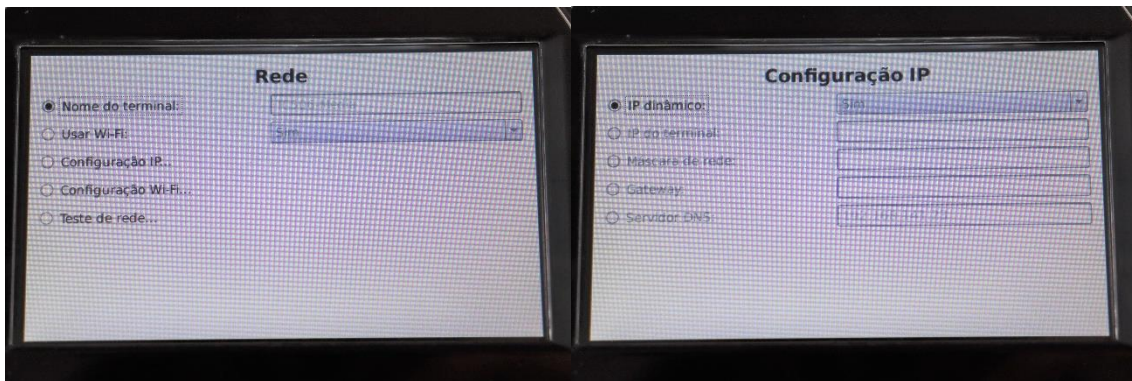 Rede
Nome do terminal:
Usar Wi-Fi: Sim
Configuração IP...
Configuração Wi-Fi...
Teste de rede...
Configuração IP
IP dinâmico: Sim
IP do terminal:
Máscara de rede:
Gateway:
Servidor DNS: